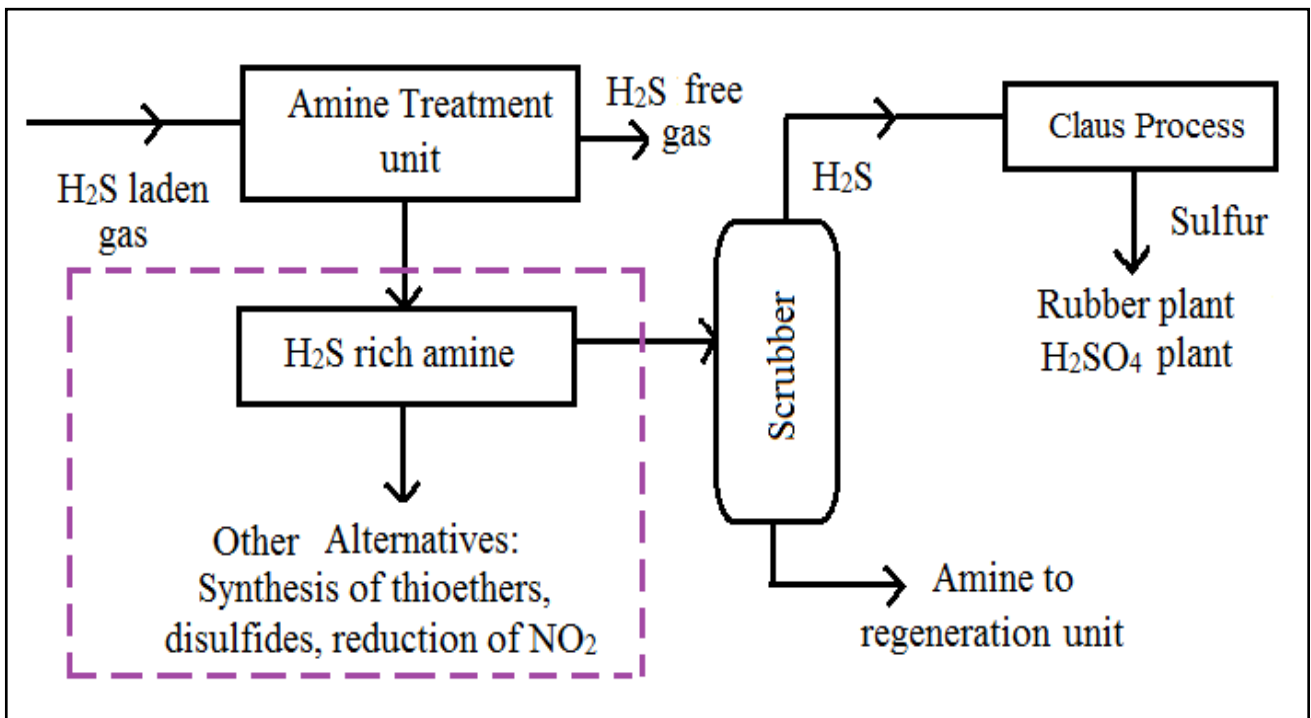 Amine Treatment
unit
H₂S free
gas
H₂S laden
gas
Claus Process
H₂S
Sulfur
Rubber plant
H₂SO₄ plant
H₂S rich amine
Scrubber
Other Alternatives:
Synthesis of thioethers,
disulfides, reduction of NO₂
Amine to
regeneration unit